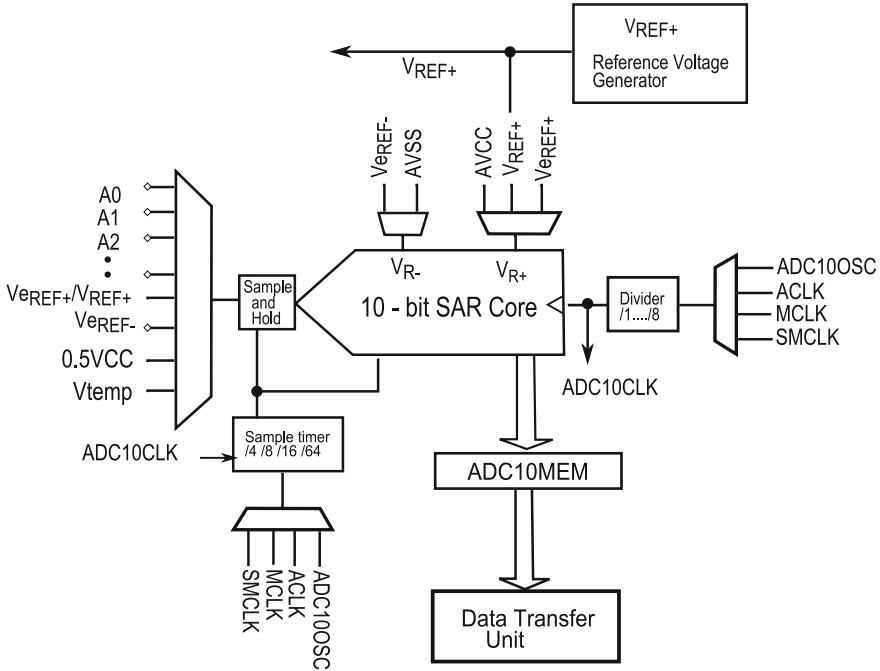 VREF+
Reference Voltage
Generator
VREF+
VeREF-
AVSS
AVCC
VREF+
VeREF+
A0
A1
A2
VeREF+/VREF+
VeREF-
0.5VCC
Vtemp
Sample
and
Hold
VR-
VR+
10 - bit SAR Core
Divider
/1..../8
ADC10OSC
ACLK
MCLK
SMCLK
ADC10CLK
ADC10CLK
Sample timer
/4 /8 /16 /64
ADC10MEM
SMCLK
MCLK
ACLK
ADC10OSC
Data Transfer
Unit